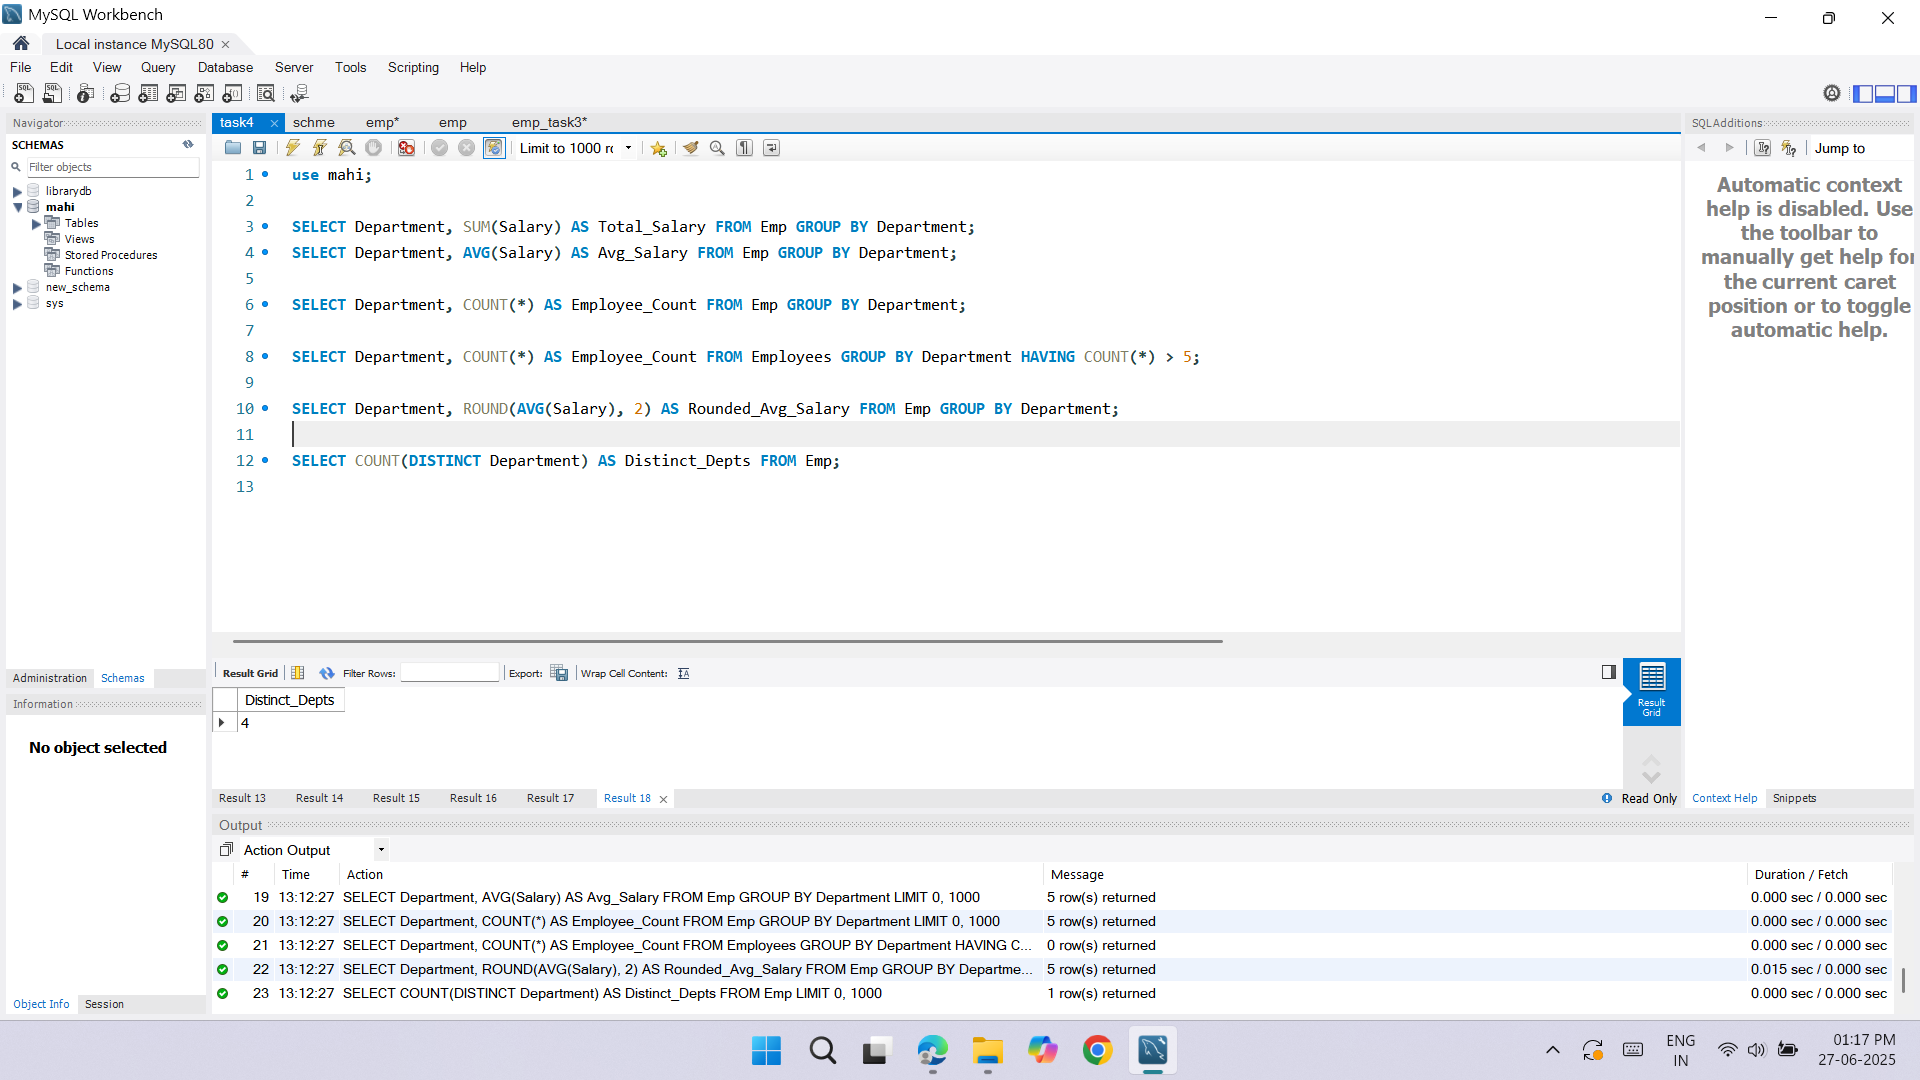 MySQL Workbench
Local instance MySQL80
File Edit View Query Database Server Tools Scripting Help
Navigator
SCHEMAS
Filter objects
librarydb
mahi
Tables
Views
Stored Procedures
Functions
new_schema
sys
Administration Schemas
Information
No object selected
Object Info Session
task4 schme emp* emp emp_task3*
Limit to 1000 rc
1 use mahi;
2
3 SELECT Department, SUM(Salary) AS Total_Salary FROM Emp GROUP BY Department;
4 SELECT Department, AVG(Salary) AS Avg_Salary FROM Emp GROUP BY Department;
5
6 SELECT Department, COUNT(*) AS Employee_Count FROM Emp GROUP BY Department;
7
8 SELECT Department, COUNT(*) AS Employee_Count FROM Employees GROUP BY Department HAVING COUNT(*) > 5;
9
10 SELECT Department, ROUND(AVG(Salary), 2) AS Rounded_Avg_Salary FROM Emp GROUP BY Department;
11
12 SELECT COUNT(DISTINCT Department) AS Distinct_Depts FROM Emp;
13
Result Grid Filter Rows: Export: Wrap Cell Content:
Distinct_Depts
4
Result
Grid
Result 13 Result 14 Result 15 Result 16 Result 17 Result 18 Read Only
SQLAdditions
Jump to
Automatic context
help is disabled. Use
the toolbar to
manually get help for
the current caret
position or to toggle
automatic help.
Context Help Snippets
Output
Action Output
# Time Action Message Duration / Fetch
19 13:12:27 SELECT Department, AVG(Salary) AS Avg_Salary FROM Emp GROUP BY Department LIMIT 0, 1000 5 row(s) returned 0.000 sec / 0.000 sec
20 13:12:27 SELECT Department, COUNT(*) AS Employee_Count FROM Emp GROUP BY Department LIMIT 0, 1000 5 row(s) returned 0.000 sec / 0.000 sec
21 13:12:27 SELECT Department, COUNT(*) AS Employee_Count FROM Employees GROUP BY Department HAVING C... 0 row(s) returned 0.000 sec / 0.000 sec
22 13:12:27 SELECT Department, ROUND(AVG(Salary), 2) AS Rounded_Avg_Salary FROM Emp GROUP BY Departme... 5 row(s) returned 0.015 sec / 0.000 sec
23 13:12:27 SELECT COUNT(DISTINCT Department) AS Distinct_Depts FROM Emp LIMIT 0, 1000 1 row(s) returned 0.000 sec / 0.000 sec
ENG
IN
01:17 PM
27-06-2025